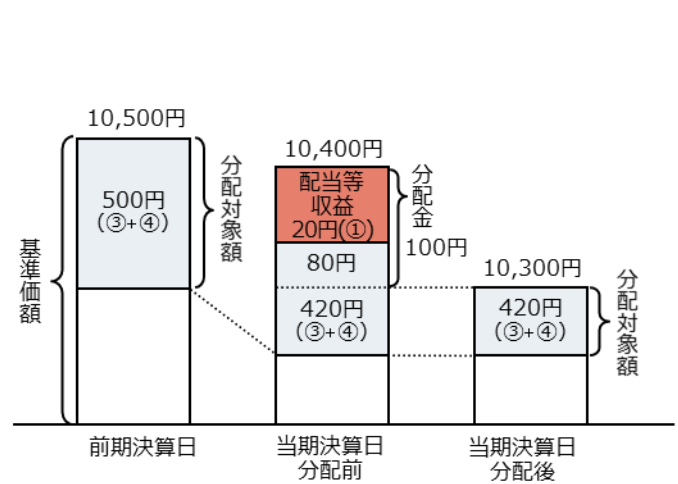 10,500円
500円
(③+④)
分配対象額
基準価額
前期決算日
10,400円
配当等
収益
20円(①)
80円
420円
(③+④)
分配金
100円
当期決算日
分配前
10,300円
420円
(③+④)
分配対象額
当期決算日
分配後